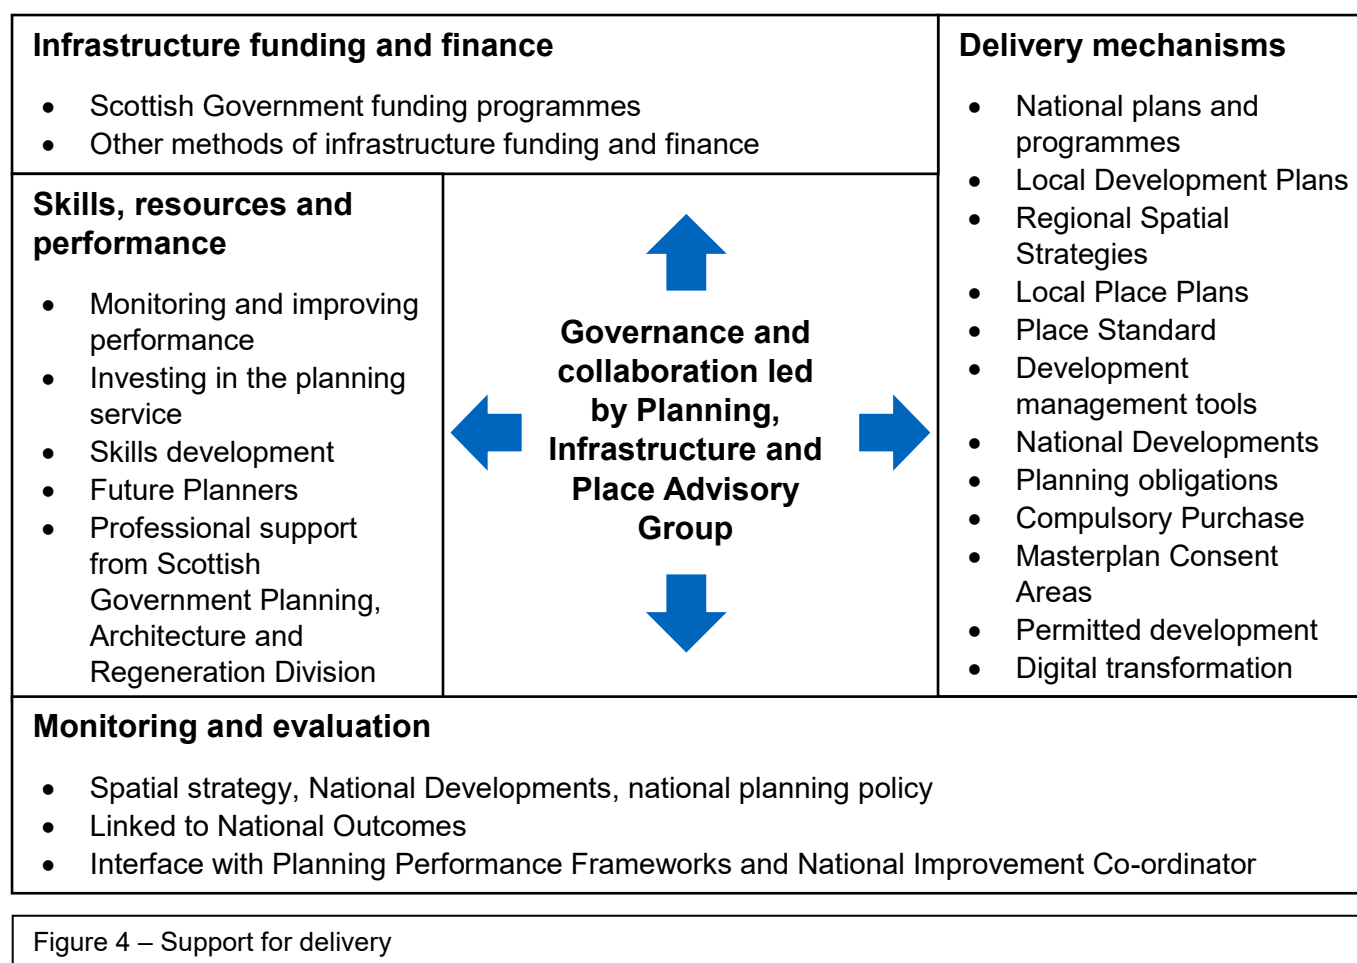 Infrastructure funding and finance
• Scottish Government funding programmes
• Other methods of infrastructure funding and finance
Skills, resources and
performance
• Monitoring and improving
performance
• Investing in the planning
service
• Skills development
• Future Planners
• Professional support
from Scottish
Government Planning,
Architecture and
Regeneration Division
Governance and
collaboration led
by Planning,
Infrastructure and
Place Advisory
Group
Delivery mechanisms
• National plans and
programmes
• Local Development Plans
• Regional Spatial
Strategies
• Local Place Plans
• Place Standard
• Development
management tools
• National Developments
• Planning obligations
• Compulsory Purchase
• Masterplan Consent
Areas
• Permitted development
• Digital transformation
Monitoring and evaluation
• Spatial strategy, National Developments, national planning policy
• Linked to National Outcomes
• Interface with Planning Performance Frameworks and National Improvement Co-ordinator
Figure 4 – Support for delivery